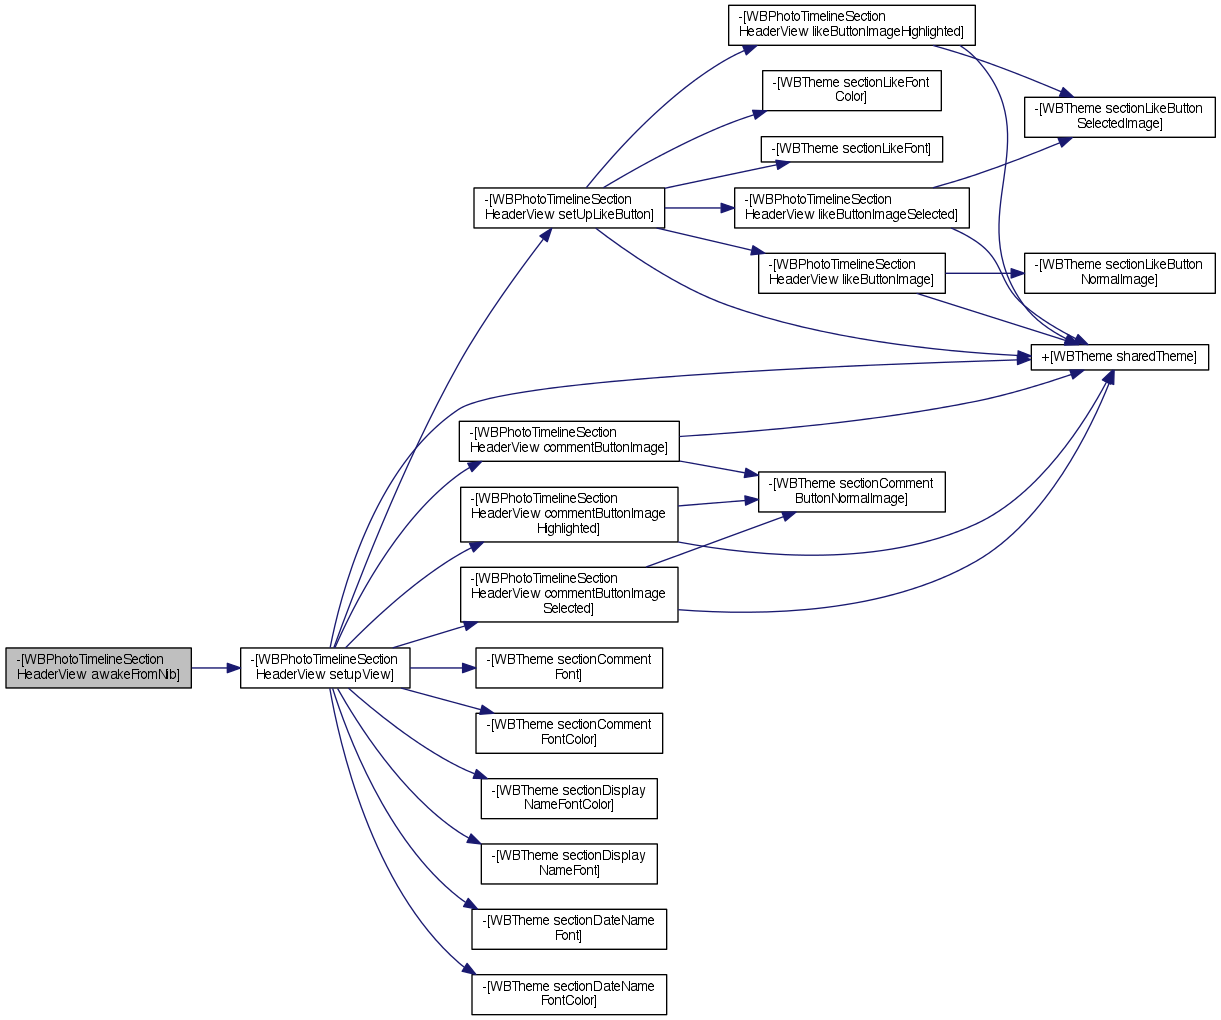 -[WBPhotoTimelineSection
HeaderView likeButtonImageHighlighted]
-[WBTheme sectionLikeFont
Color]
-[WBTheme sectionLikeButton
SelectedImage]
-[WBTheme sectionLikeFont]
-[WBPhotoTimelineSection
HeaderView setUpLikeButton]
-[WBPhotoTimelineSection
HeaderView likeButtonImageSelected]
-[WBPhotoTimelineSection
HeaderView likeButtonImage]
-[WBTheme sectionLikeButton
NormalImage]
+[WBTheme sharedTheme]
-[WBPhotoTimelineSection
HeaderView commentButtonImage]
-[WBTheme sectionComment
ButtonNormalImage]
-[WBPhotoTimelineSection
HeaderView commentButtonImage
Highlighted]
-[WBPhotoTimelineSection
HeaderView commentButtonImage
Selected]
-[WBPhotoTimelineSection
HeaderView awakeFromNib]
-[WBPhotoTimelineSection
HeaderView setupView]
-[WBTheme sectionComment
Font]
-[WBTheme sectionComment
FontColor]
-[WBTheme sectionDisplay
NameFontColor]
-[WBTheme sectionDisplay
NameFont]
-[WBTheme sectionDateName
Font]
-[WBTheme sectionDateName
FontColor]